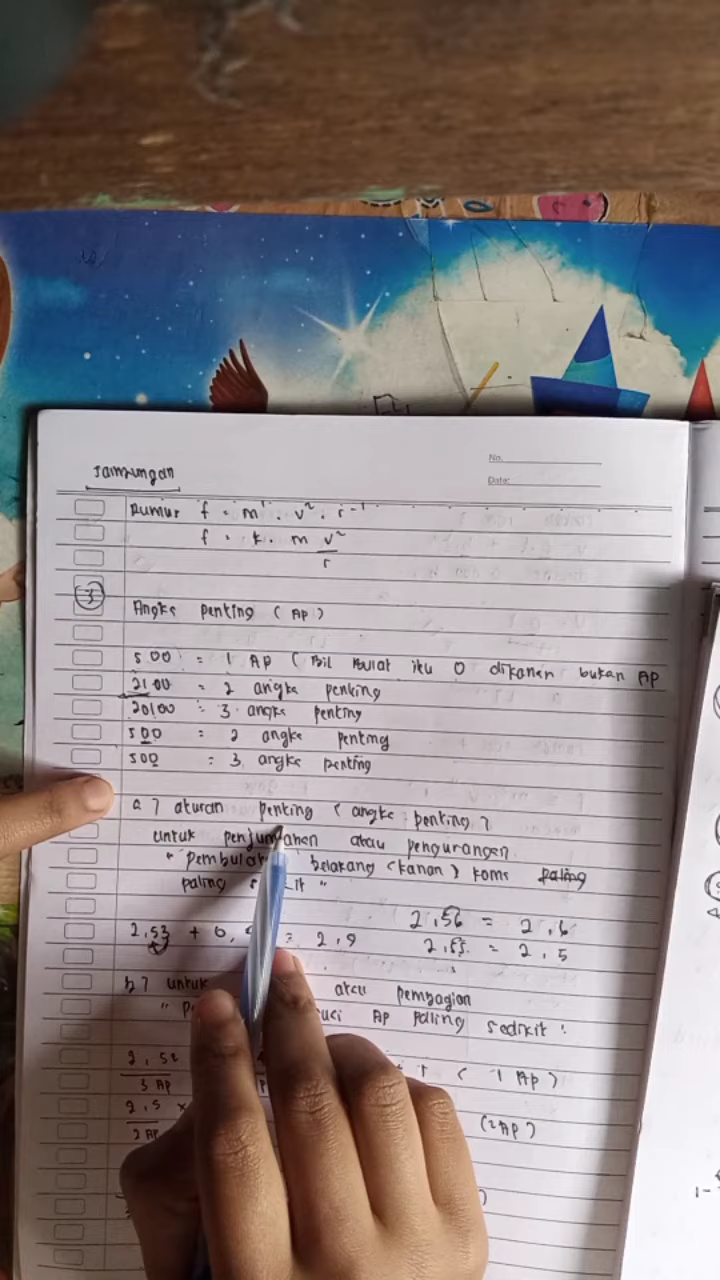 Sambungan
No.
Date:
Rumus f = m¹ . v² . r⁻¹
f = k . m v²/r
(3)
Angka penting (AP)
500 = 1 AP (Bil Bulat itu 0 dikanan bukan AP
2100 = 2 angka penting
20100 = 3 angka penting
500 = 2 angka penting
500 = 3 angka penting
a) aturan penting (angka penting)
untuk penjumlahan atau pengurangan
" belakang (kanan) koma paling
paling "
2,56 = 2,6
2,53 + 0, = 2,9
2,55 = 2,5
b) untuk atau pembagian
" AP paling sedikit :
2,52
3 AP
(1 AP)
2,5 x
2 AP
(2 AP)